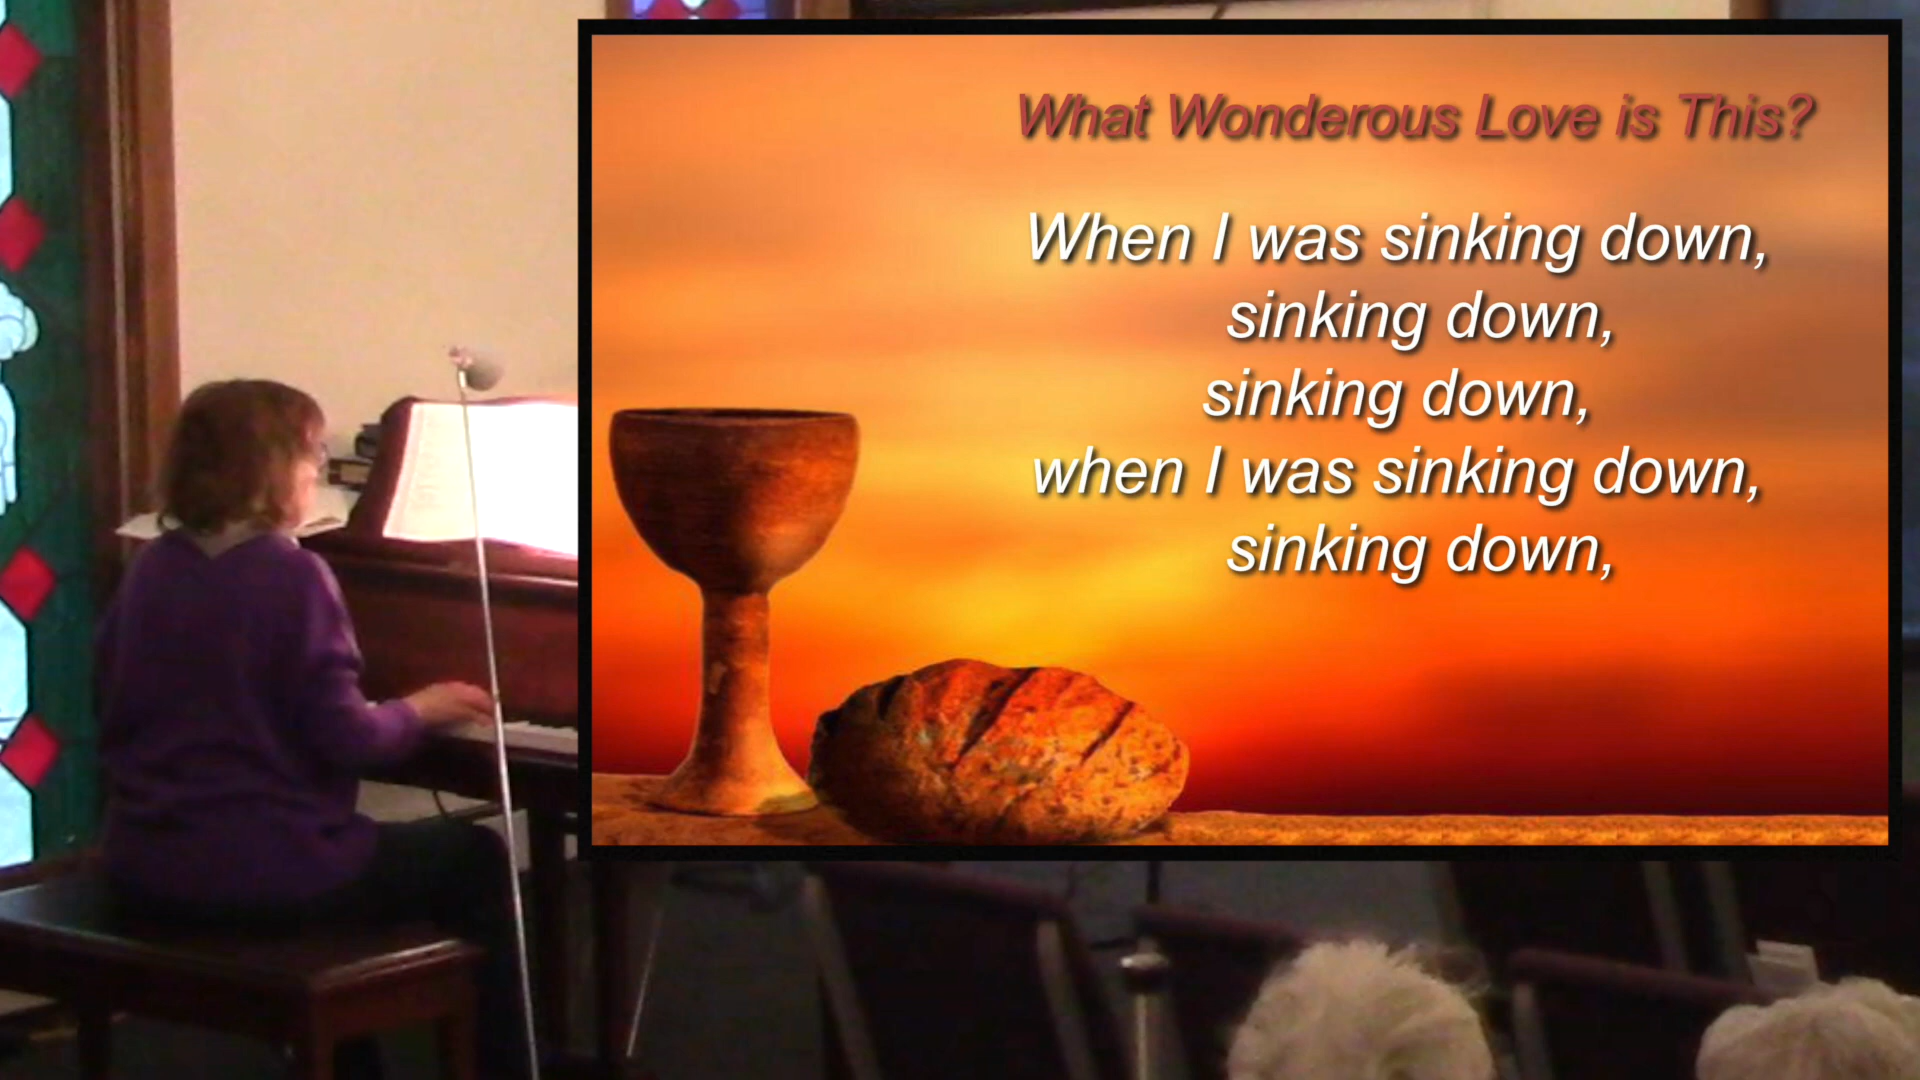 What Wonderous Love is This?
When I was sinking down,
sinking down,
sinking down,
when I was sinking down,
sinking down,